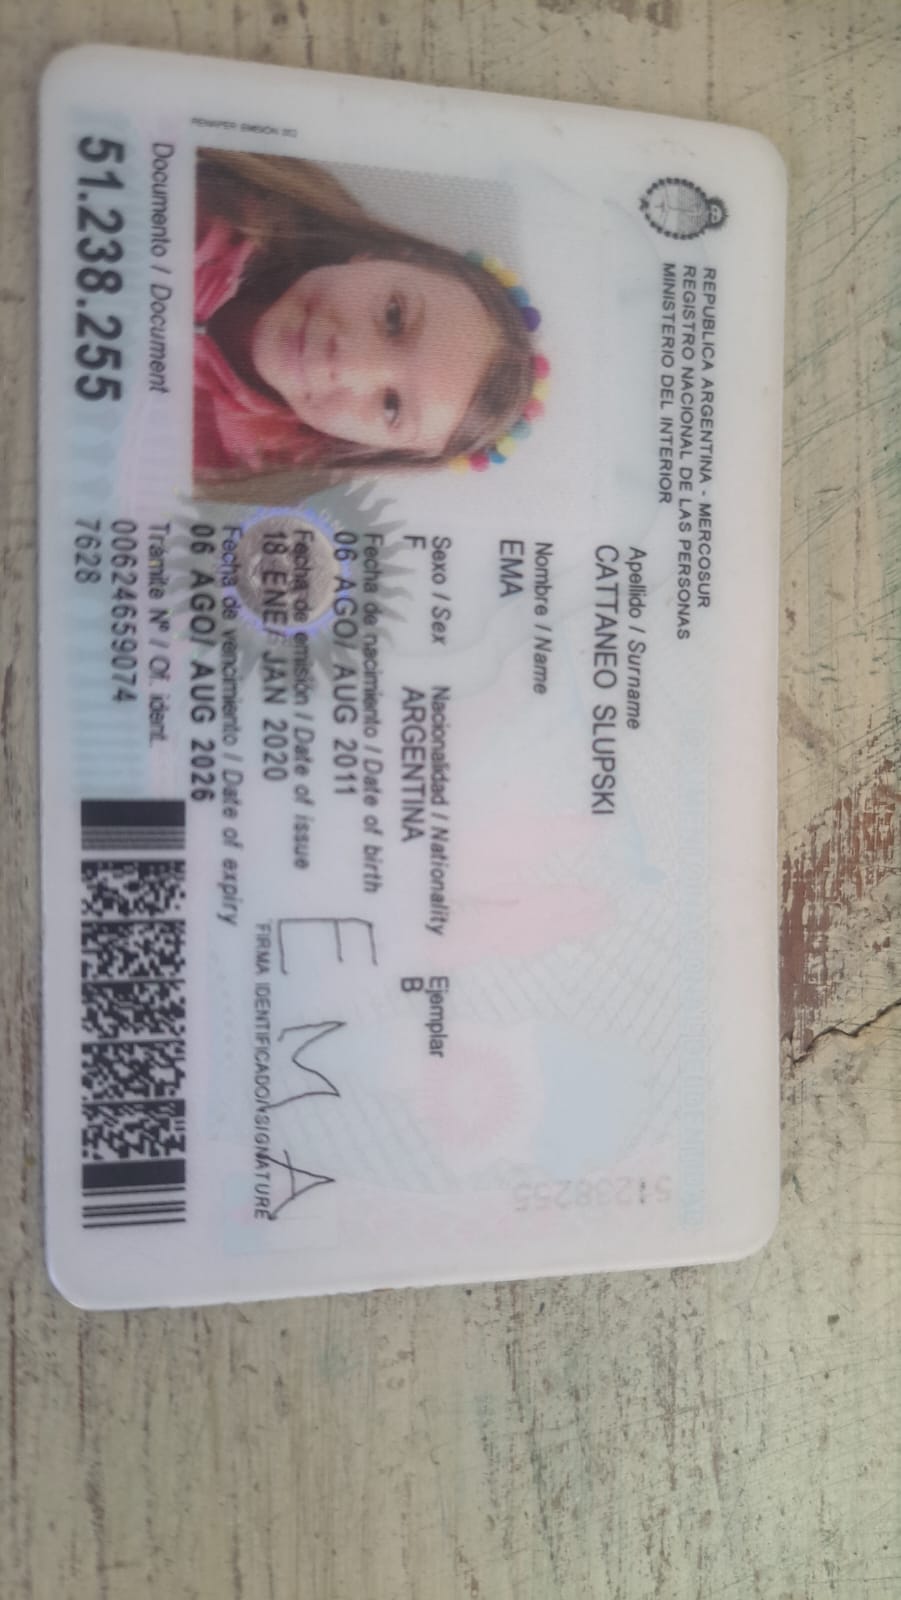 REPUBLICA ARGENTINA - MERCOSUR
REGISTRO NACIONAL DE LAS PERSONAS
MINISTERIO DEL INTERIOR
Apellido / Surname
CATTANEO SLUPSKI
Nombre / Name
EMA
Sexo / Sex Nacionalidad / Nationality Ejemplar
F ARGENTINA B
Fecha de nacimiento / Date of birth
06 AGO/ AUG 2011
Fecha de emisión / Date of issue
18 ENE/ JAN 2020
Fecha de vencimiento / Date of expiry
06 AGO/ AUG 2026
EMA
FIRMA IDENTIFICADO/SIGNATURE
RENAPER EMISIÓN
Documento / Document
51.238.255
Trámite Nº / Of. ident.
00624659074
7628
51238255